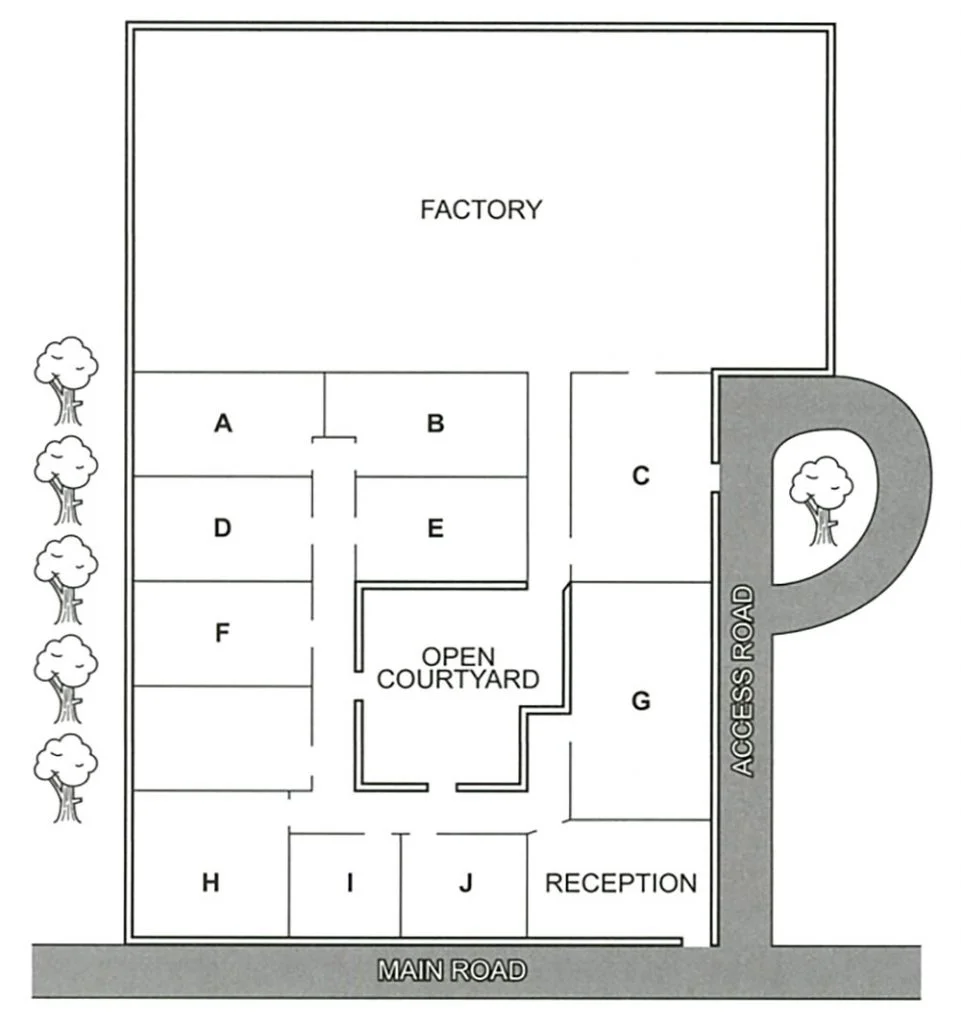 FACTORY
A
B
C
D
E
F
OPEN
COURTYARD
G
ACCESS ROAD
H
I
J
RECEPTION
MAIN ROAD